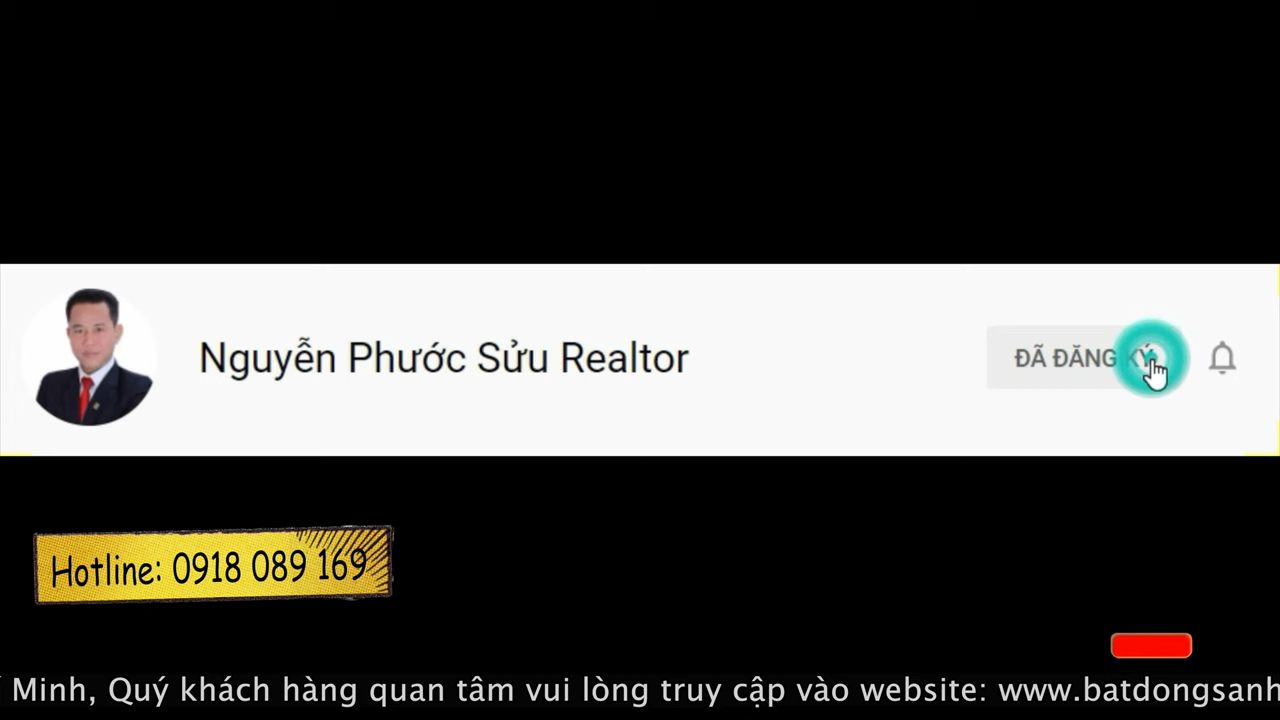 Nguyễn Phước Sửu Realtor
ĐÃ ĐĂNG KÝ
Hotline: 0918 089 169
Minh, Quý khách hàng quan tâm vui lòng truy cập vào website: www.batdongsanh